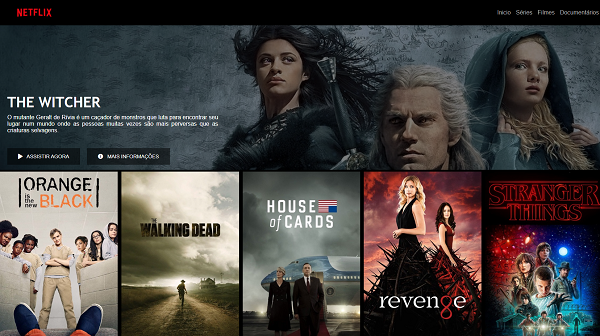 NETFLIX
Inicio Séries Filmes Documentários
THE WITCHER
O mutante Geralt de Rívia é um caçador de monstros que luta para encontrar seu
lugar num mundo onde as pessoas muitas vezes são mais perversas que as
criaturas selvagens.
ASSISTIR AGORA
MAIS INFORMAÇÕES
ORANGE
is the new
BLACK
THE
WALKING DEAD
HOUSE
of CARDS
revenge
STRANGER
THINGS